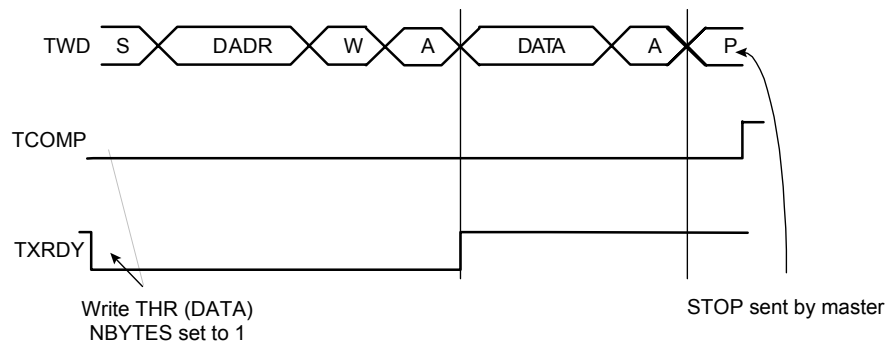 TWD S DADR W A DATA A P
TCOMP
TXRDY
Write THR (DATA)
NBYTES set to 1
STOP sent by master